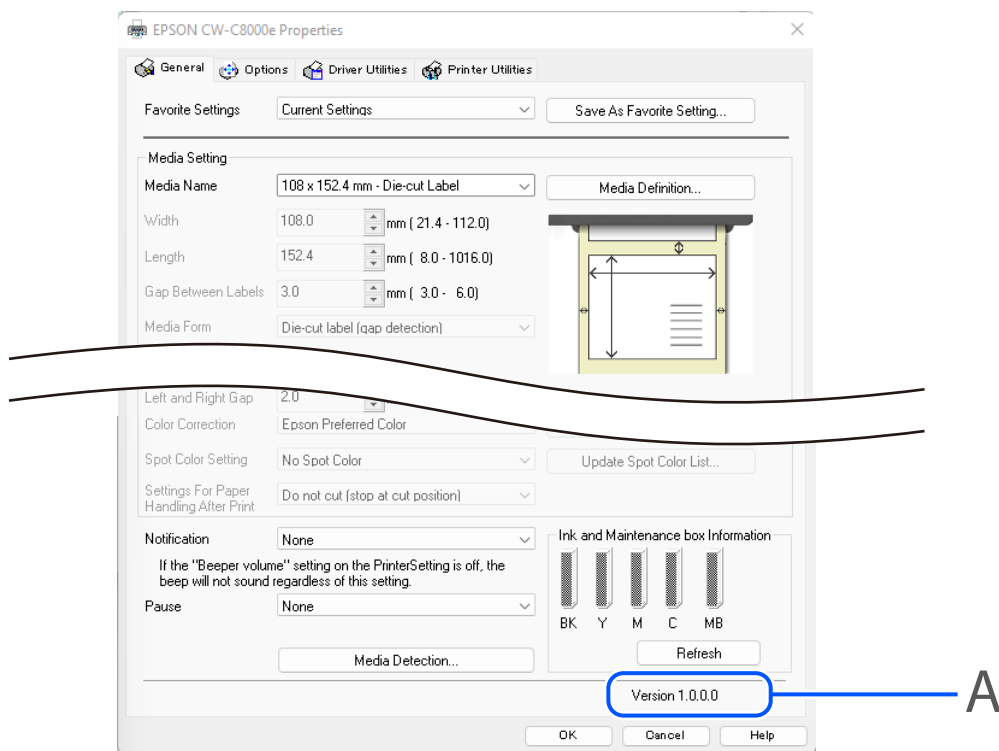 EPSON CW-C8000e Properties
General Options Driver Utilities Printer Utilities
Favorite Settings Current Settings Save As Favorite Setting...
Media Setting
Media Name 108 x 152.4 mm - Die-cut Label Media Definition...
Width 108.0 mm ( 21.4 - 112.0)
Length 152.4 mm ( 8.0 - 1016.0)
Gap Between Labels 3.0 mm ( 3.0 - 6.0)
Media Form Die-cut label (gap detection)
Left and Right Gap 2.0
Color Correction Epson Preferred Color
Spot Color Setting No Spot Color Update Spot Color List...
Settings For Paper
Handling After Print Do not cut (stop at cut position)
Notification None
If the "Beeper volume" setting on the PrinterSetting is off, the
beep will not sound regardless of this setting.
Pause None
Ink and Maintenance box Information
BK Y M C MB
Refresh
Media Detection...
Version 1.0.0.0
A
OK Cancel Help